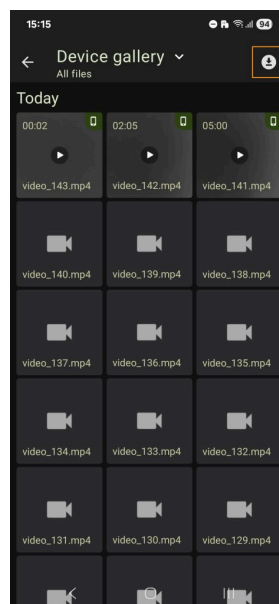 15:15
94
Device gallery
All files
Today
00:02 02:05 05:00
video_143.mp4 video_142.mp4 video_141.mp4
video_140.mp4 video_139.mp4 video_138.mp4
video_137.mp4 video_136.mp4 video_135.mp4
video_134.mp4 video_133.mp4 video_132.mp4
video_131.mp4 video_130.mp4 video_129.mp4